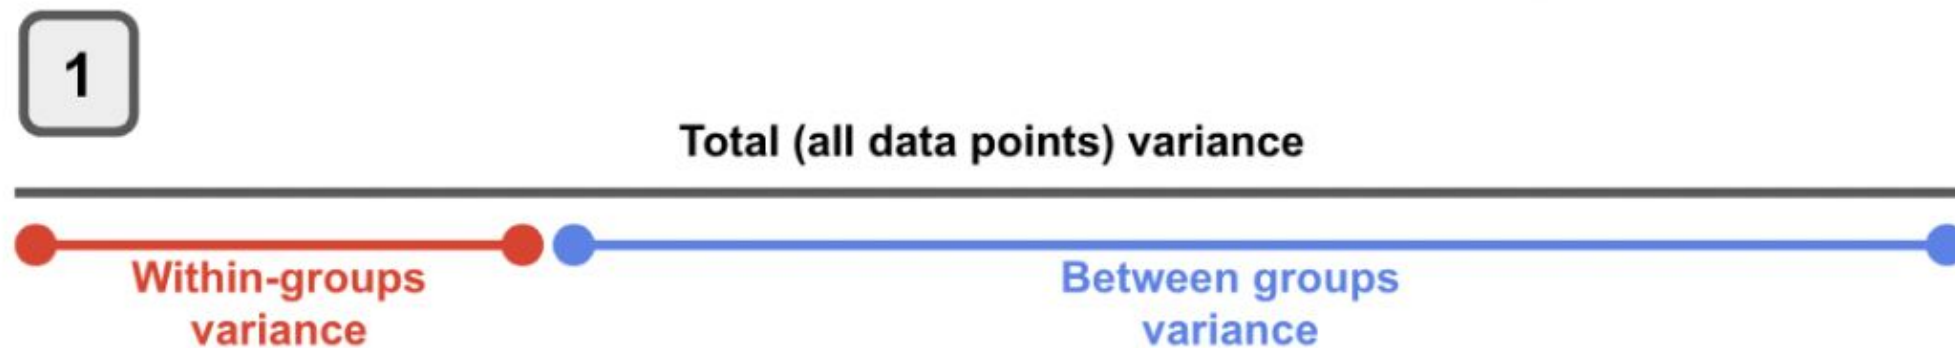 1
Total (all data points) variance
Within-groups
variance
Between groups
variance